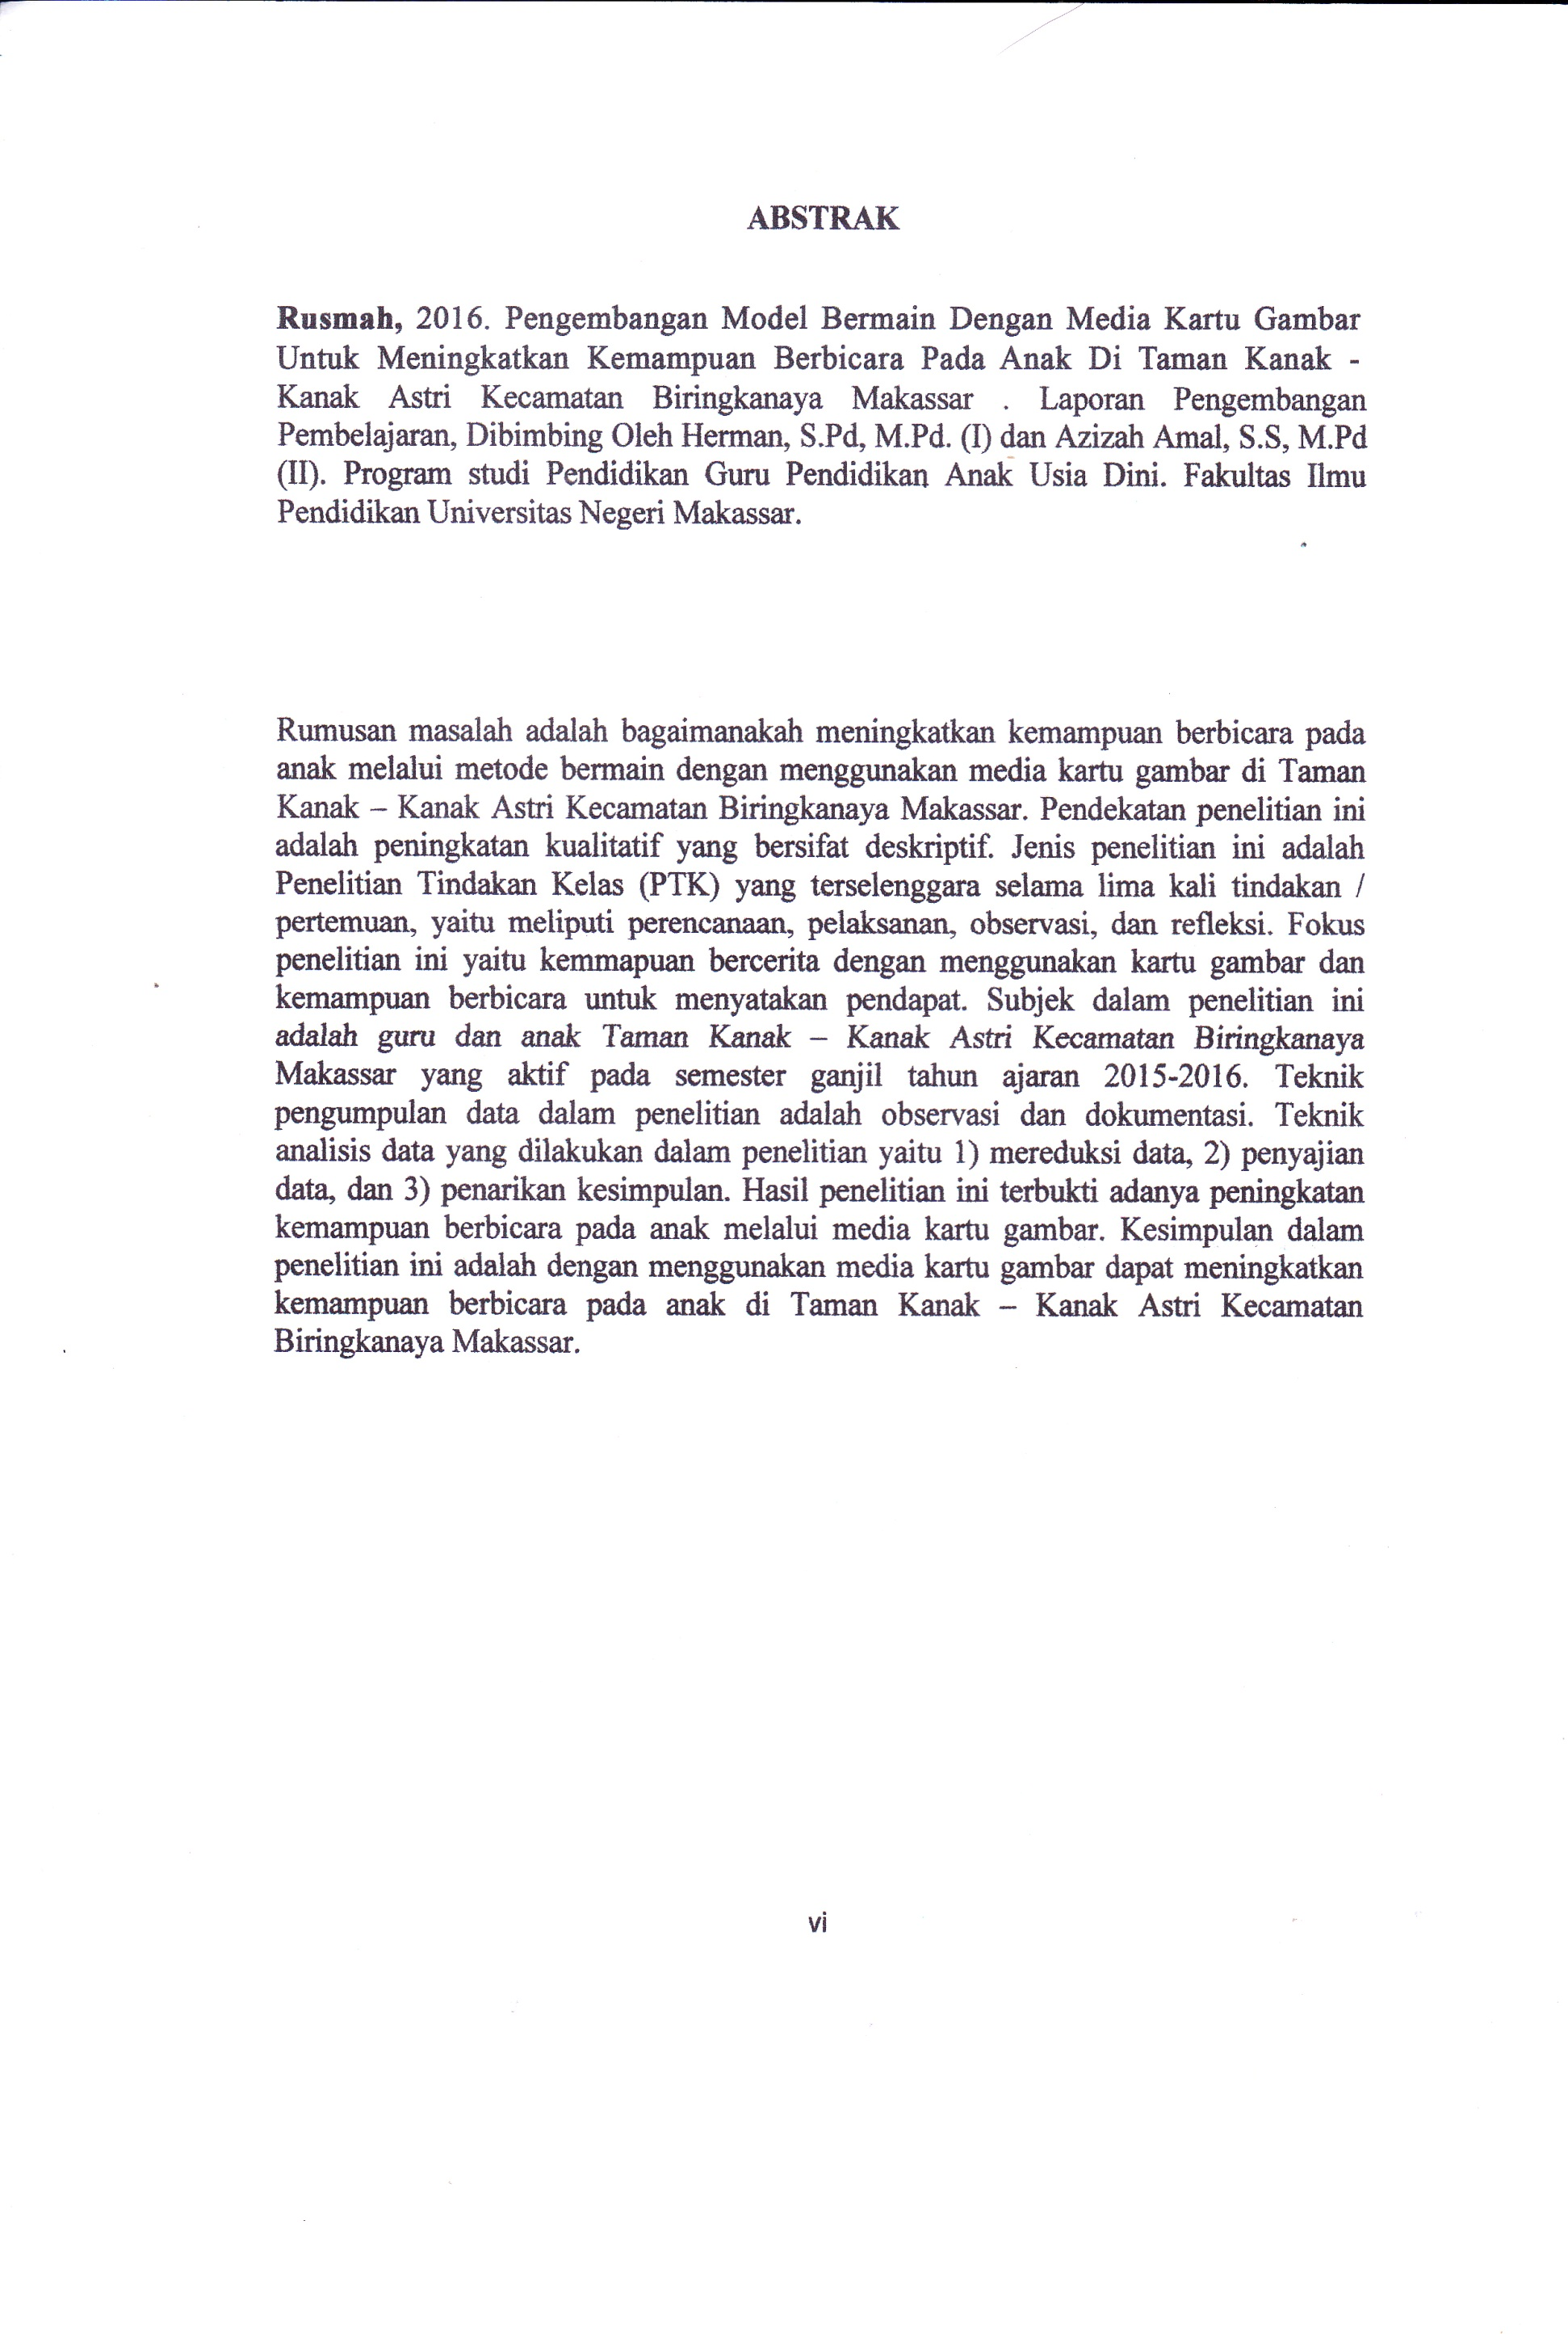 ABSTRAK
Rusmah, 2016. Pengembangan Model Bermain Dengan Media Kartu Gambar
Untuk Meningkatkan Kemampuan Berbicara Pada Anak Di Taman Kanak -
Kanak Astri Kecamatan Biringkanaya Makassar . Laporan Pengembangan
Pembelajaran, Dibimbing Oleh Herman, S.Pd, M.Pd. (I) dan Azizah Amal, S.S, M.Pd
(II). Program studi Pendidikan Guru Pendidikan Anak Usia Dini. Fakultas Ilmu
Pendidikan Universitas Negeri Makassar.
Rumusan masalah adalah bagaimanakah meningkatkan kemampuan berbicara pada
anak melalui metode bermain dengan menggunakan media kartu gambar di Taman
Kanak – Kanak Astri Kecamatan Biringkanaya Makassar. Pendekatan penelitian ini
adalah peningkatan kualitatif yang bersifat deskriptif. Jenis penelitian ini adalah
Penelitian Tindakan Kelas (PTK) yang terselenggara selama lima kali tindakan /
pertemuan, yaitu meliputi perencanaan, pelaksanan, observasi, dan refleksi. Fokus
penelitian ini yaitu kemmapuan bercerita dengan menggunakan kartu gambar dan
kemampuan berbicara untuk menyatakan pendapat. Subjek dalam penelitian ini
adalah guru dan anak Taman Kanak – Kanak Astri Kecamatan Biringkanaya
Makassar yang aktif pada semester ganjil tahun ajaran 2015-2016. Teknik
pengumpulan data dalam penelitian adalah observasi dan dokumentasi. Teknik
analisis data yang dilakukan dalam penelitian yaitu 1) mereduksi data, 2) penyajian
data, dan 3) penarikan kesimpulan. Hasil penelitian ini terbukti adanya peningkatan
kemampuan berbicara pada anak melalui media kartu gambar. Kesimpulan dalam
penelitian ini adalah dengan menggunakan media kartu gambar dapat meningkatkan
kemampuan berbicara pada anak di Taman Kanak – Kanak Astri Kecamatan
Biringkanaya Makassar.
vi